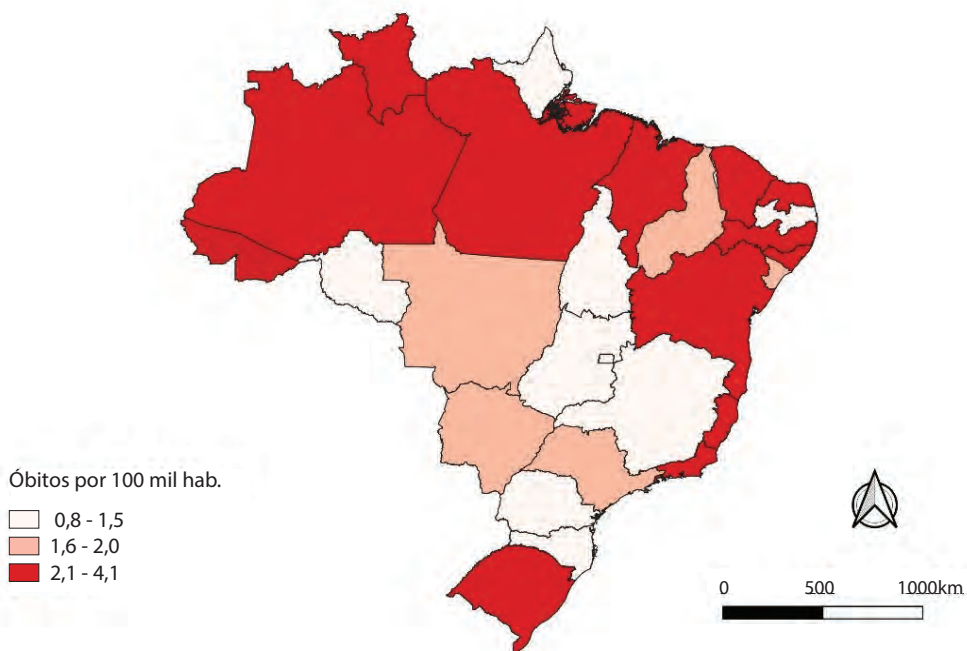 Óbitos por 100 mil hab.
0,8 - 1,5
1,6 - 2,0
2,1 - 4,1
0 500 1000km